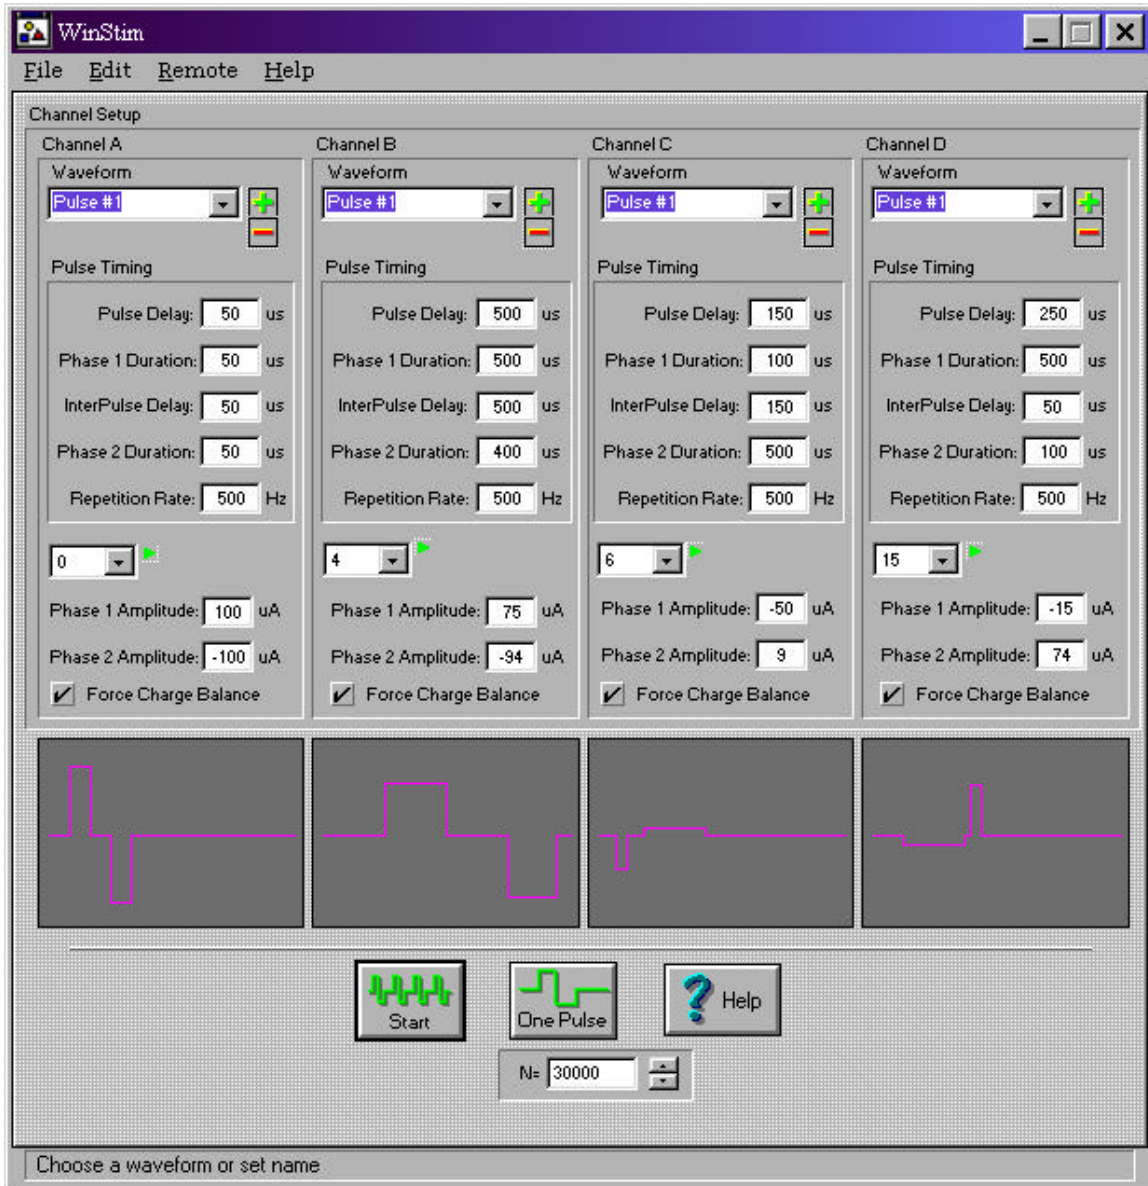 WinStim
File Edit Remote Help
Channel Setup
Channel A
Waveform
Pulse #1
Pulse Timing
Pulse Delay: 50 us
Phase 1 Duration: 50 us
InterPulse Delay: 50 us
Phase 2 Duration: 50 us
Repetition Rate: 500 Hz
0
Phase 1 Amplitude: 100 uA
Phase 2 Amplitude: -100 uA
Force Charge Balance
Channel B
Waveform
Pulse #1
Pulse Timing
Pulse Delay: 500 us
Phase 1 Duration: 500 us
InterPulse Delay: 500 us
Phase 2 Duration: 400 us
Repetition Rate: 500 Hz
4
Phase 1 Amplitude: 75 uA
Phase 2 Amplitude: -94 uA
Force Charge Balance
Channel C
Waveform
Pulse #1
Pulse Timing
Pulse Delay: 150 us
Phase 1 Duration: 100 us
InterPulse Delay: 150 us
Phase 2 Duration: 500 us
Repetition Rate: 500 Hz
6
Phase 1 Amplitude: -50 uA
Phase 2 Amplitude: 9 uA
Force Charge Balance
Channel D
Waveform
Pulse #1
Pulse Timing
Pulse Delay: 250 us
Phase 1 Duration: 500 us
InterPulse Delay: 50 us
Phase 2 Duration: 100 us
Repetition Rate: 500 Hz
15
Phase 1 Amplitude: -15 uA
Phase 2 Amplitude: 74 uA
Force Charge Balance
Start
One Pulse
Help
N= 30000
Choose a waveform or set name